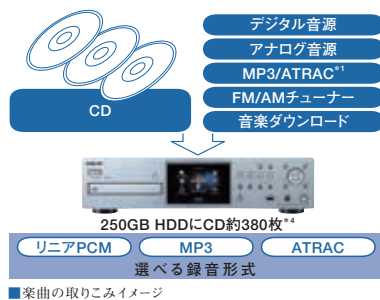 デジタル音源
アナログ音源
MP3/ATRAC*1
FM/AMチューナー
音楽ダウンロード
CD
250GB HDDにCD約380枚*4
リニアPCM
MP3
ATRAC
選べる録音形式
■楽曲の取りこみイメージ